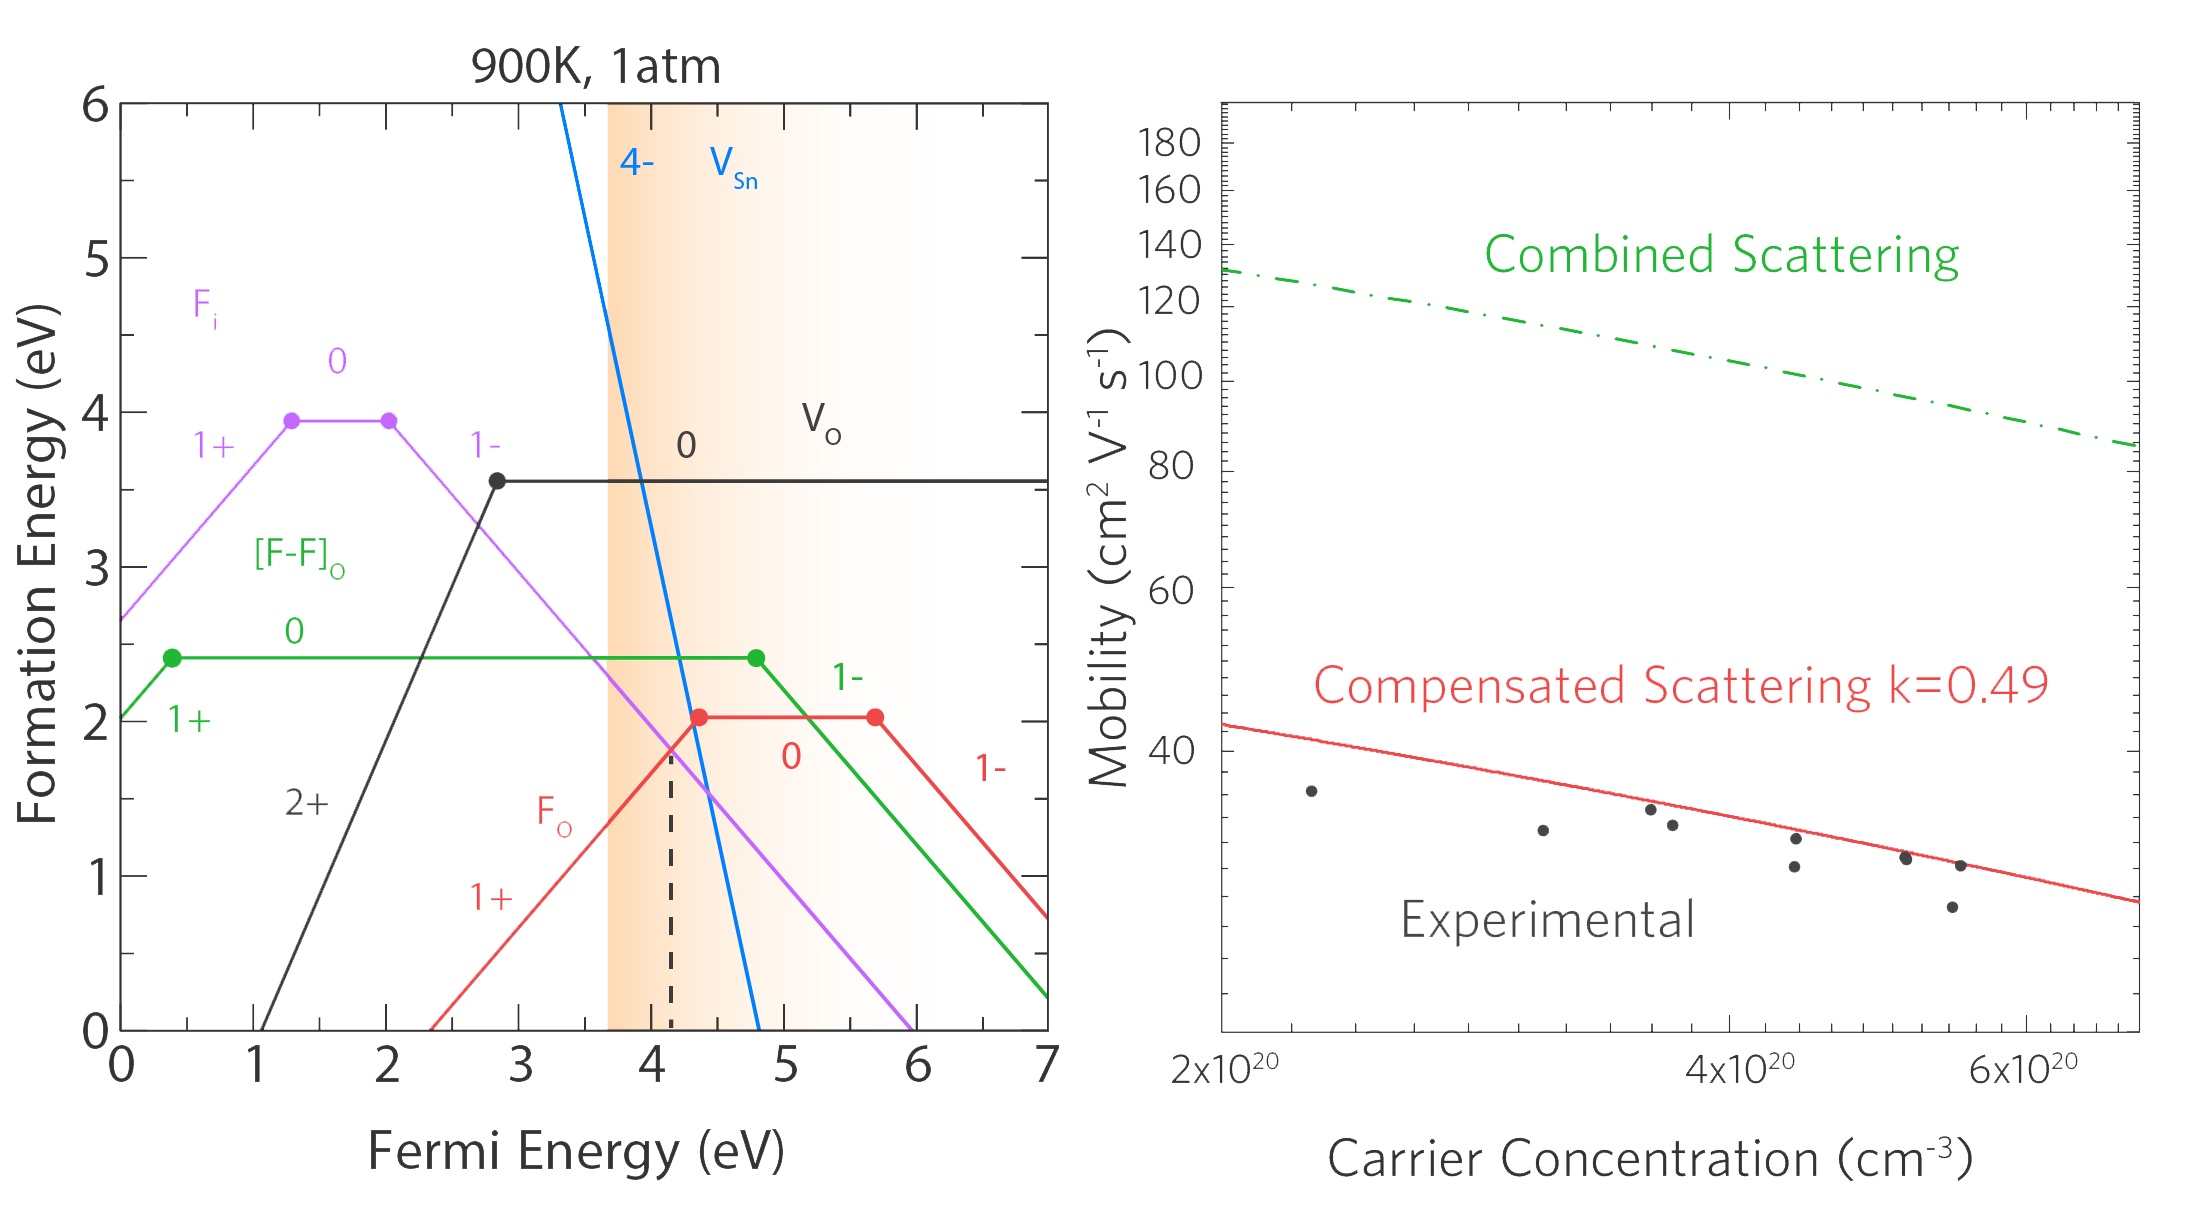 900K, 1atm
Formation Energy (eV)
6
5
4
3
2
1
0
0 1 2 3 4 5 6 7
Fermi Energy (eV)
4- V_Sn
F_i
0
1+
1-
0
V_O
[F-F]_O
0
1+
1-
2+
F_O
1+
0
1-
Mobility (cm² V⁻¹ s⁻¹)
180
160
140
120
100
80
60
40
Combined Scattering
Compensated Scattering k=0.49
Experimental
2x10²⁰ 4x10²⁰ 6x10²⁰
Carrier Concentration (cm⁻³)